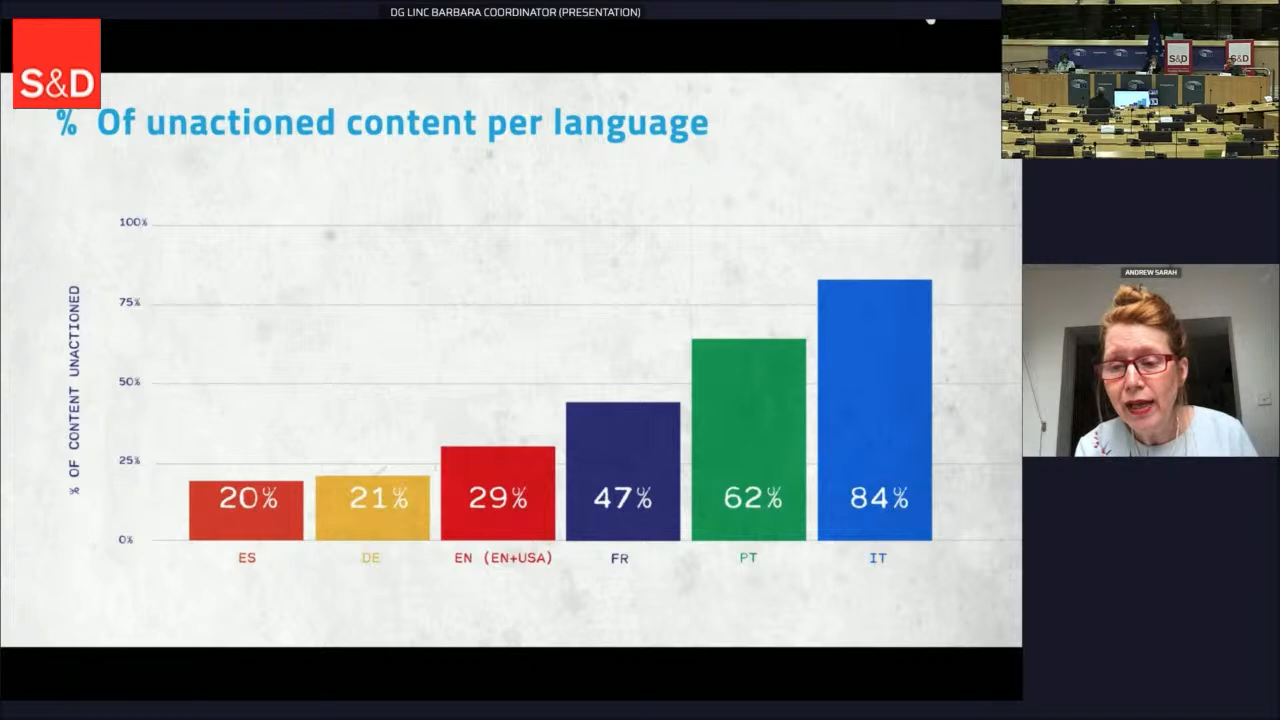 DG LINC BARBARA COORDINATOR (PRESENTATION)
S&D
% Of unactioned content per language
S&D
S&D
ANDREW SARAH
% OF CONTENT UNACTIONED
100%
75%
50%
25%
0%
20%
21%
29%
47%
62%
84%
ES
DE
EN (EN+USA)
FR
PT
IT